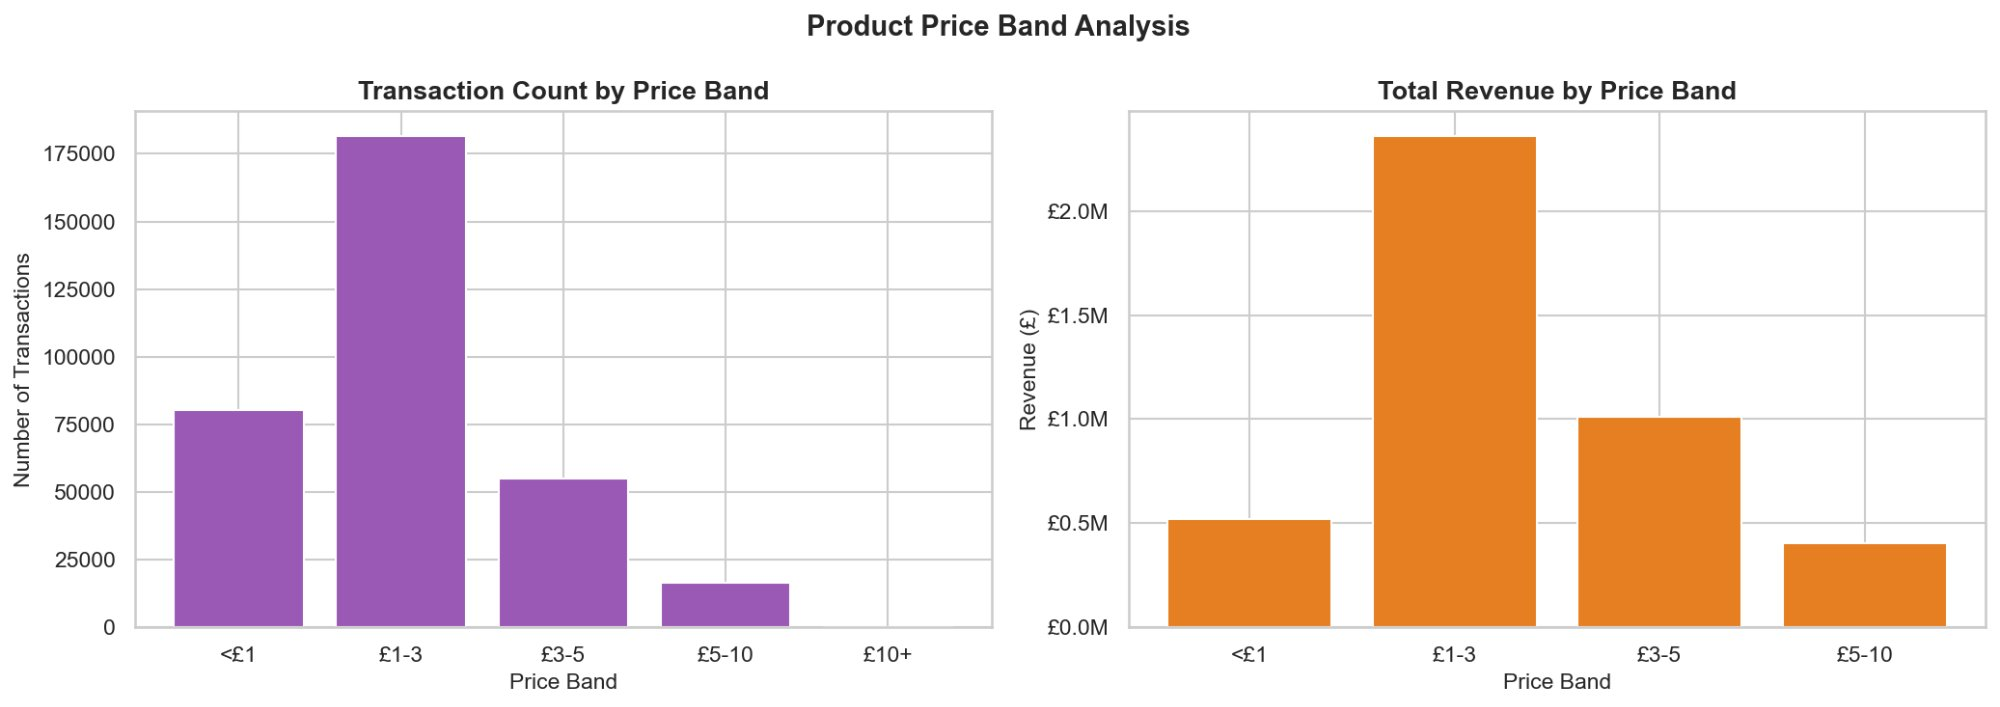 Product Price Band Analysis
Transaction Count by Price Band
Number of Transactions
175000
150000
125000
100000
75000
50000
25000
0
<£1
£1-3
£3-5
£5-10
£10+
Price Band
Total Revenue by Price Band
Revenue (£)
£2.0M
£1.5M
£1.0M
£0.5M
£0.0M
<£1
£1-3
£3-5
£5-10
Price Band